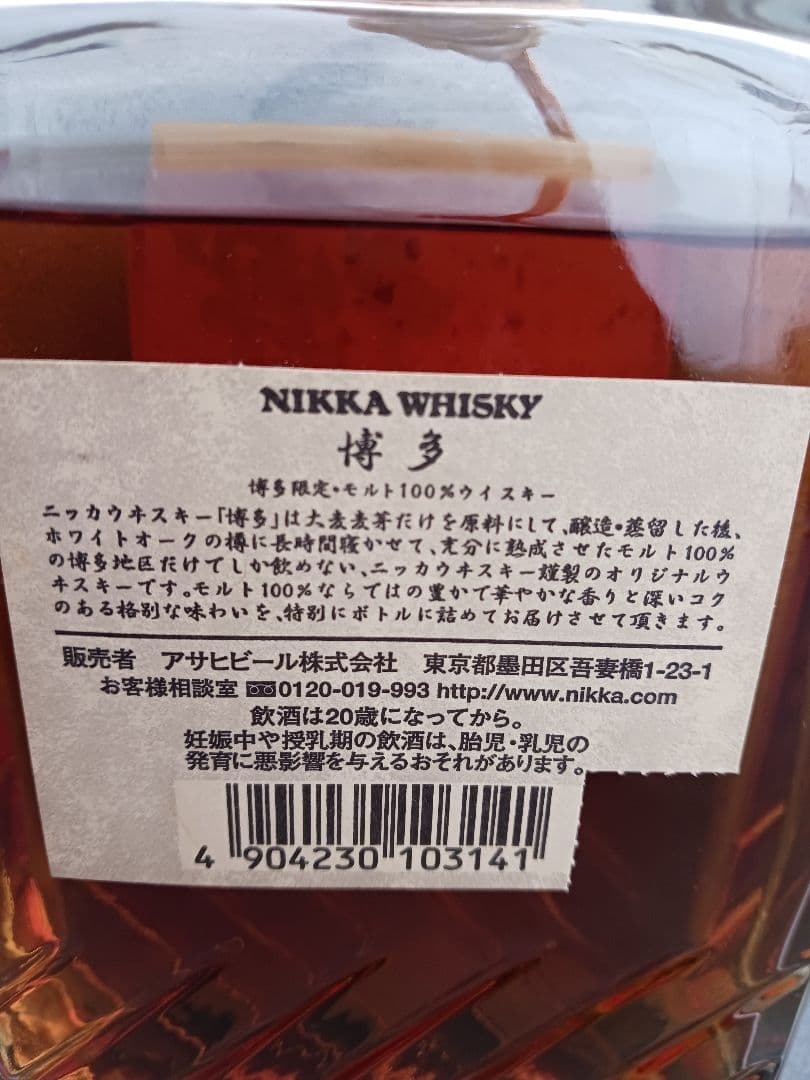 NIKKA WHISKY
博多
博多限定・モルト100%ウイスキー
ニッカウヰスキー「博多」は大麦麦芽だけを原料にして、醸造・蒸留した後、
ホワイトオークの樽に長時間寝かせて、充分に熟成させたモルト100%
の博多地区だけでしか飲めない、ニッカウヰスキー謹製のオリジナルウ
ヰスキーです。モルト100%ならではの豊かで華やかな香りと深いコク
のある格別な味わいを、特別にボトルに詰めてお届けさせて頂きます。
販売者 アサヒビール株式会社 東京都墨田区吾妻橋1-23-1
お客様相談室 0120-019-993 http://www.nikka.com
飲酒は20歳になってから。
妊娠中や授乳期の飲酒は、胎児・乳児の
発育に悪影響を与えるおそれがあります。
4 904230 103141